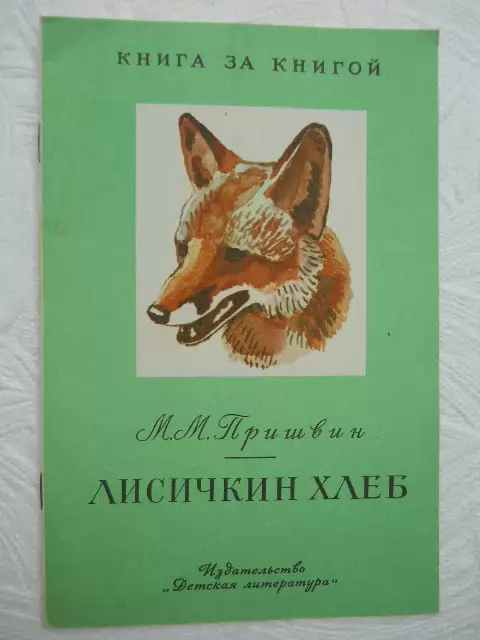 КНИГА ЗА КНИГОЙ
М.М.Пришвин
ЛИСИЧКИН ХЛЕБ
Издательство
„Детская литература"